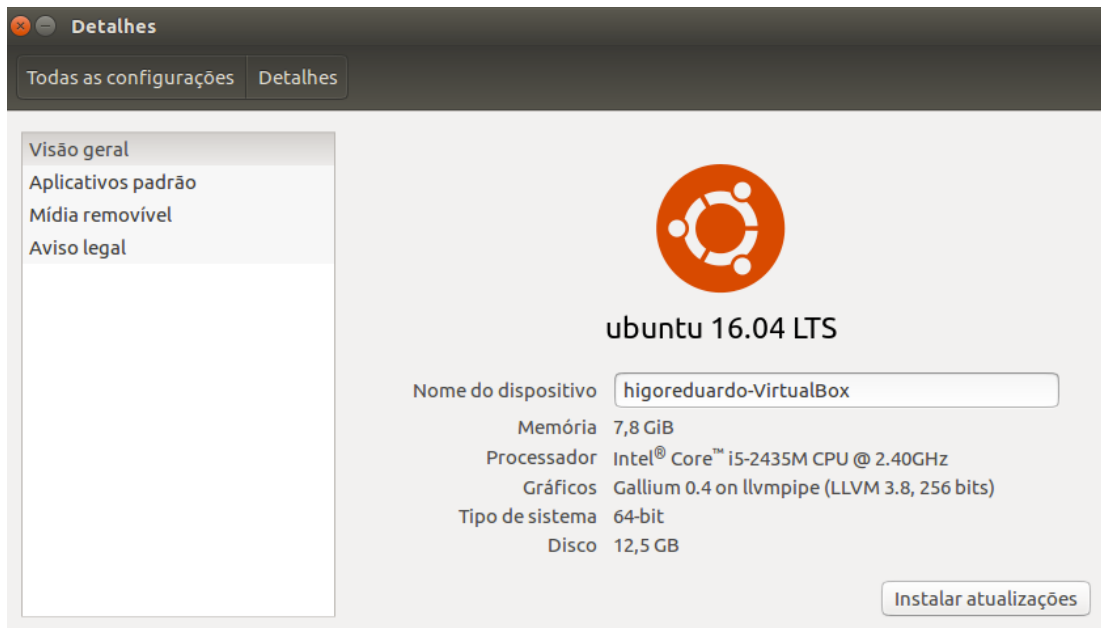 Detalhes
Todas as configurações Detalhes
Visão geral
Aplicativos padrão
Mídia removível
Aviso legal
ubuntu 16.04 LTS
Nome do dispositivo higoreduardo-VirtualBox
Memória 7,8 GiB
Processador Intel® Core™ i5-2435M CPU @ 2.40GHz
Gráficos Gallium 0.4 on llvmpipe (LLVM 3.8, 256 bits)
Tipo de sistema 64-bit
Disco 12,5 GB
Instalar atualizações